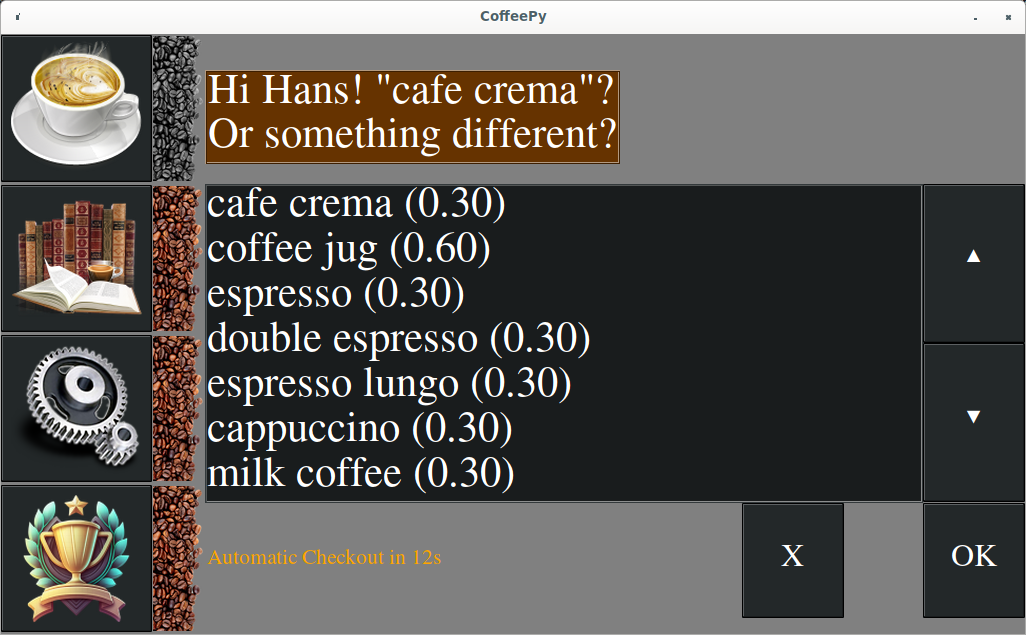 CoffeePy
Hi Hans! "cafe crema"?
Or something different?
cafe crema (0.30)
coffee jug (0.60)
espresso (0.30)
double espresso (0.30)
espresso lungo (0.30)
cappuccino (0.30)
milk coffee (0.30)
▲
▼
Automatic Checkout in 12s
X
OK